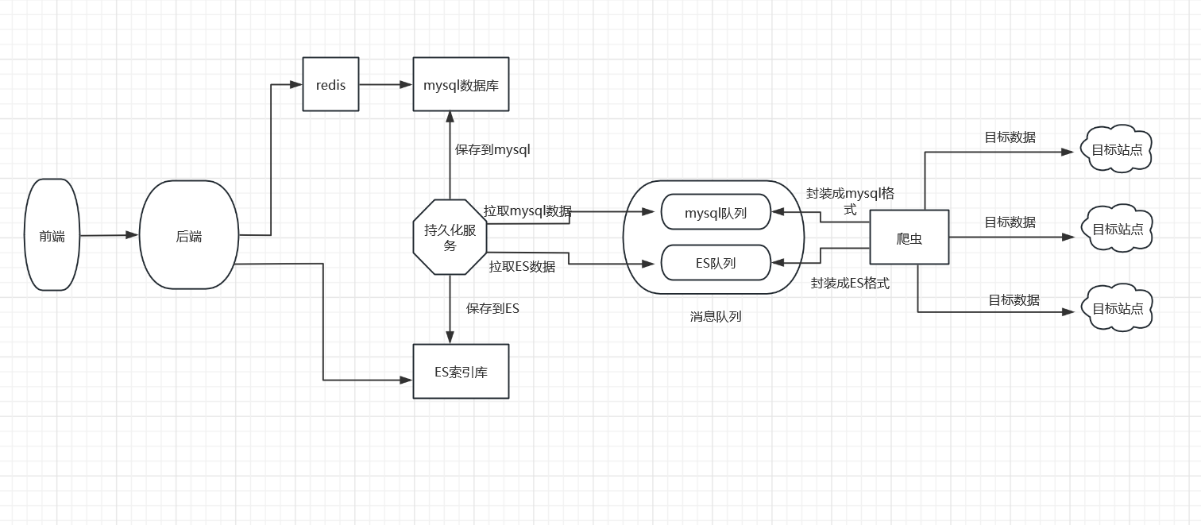 redis
mysql数据库
保存到mysql
前端
后端
持久化服
务
拉取mysql数据
拉取ES数据
保存到ES
ES索引库
mysql队列
ES队列
消息队列
封装成mysql格
式
封装成ES格式
爬虫
目标数据
目标站点
目标数据
目标站点
目标数据
目标站点